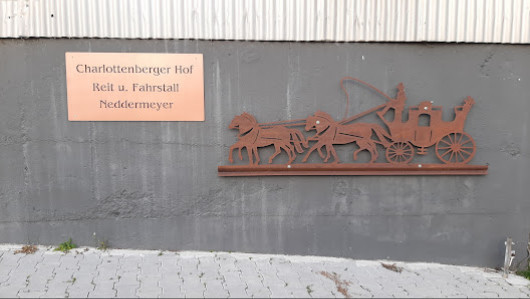 Charlottenberger Hof
Reit u. Fahrstall
Neddermeyer